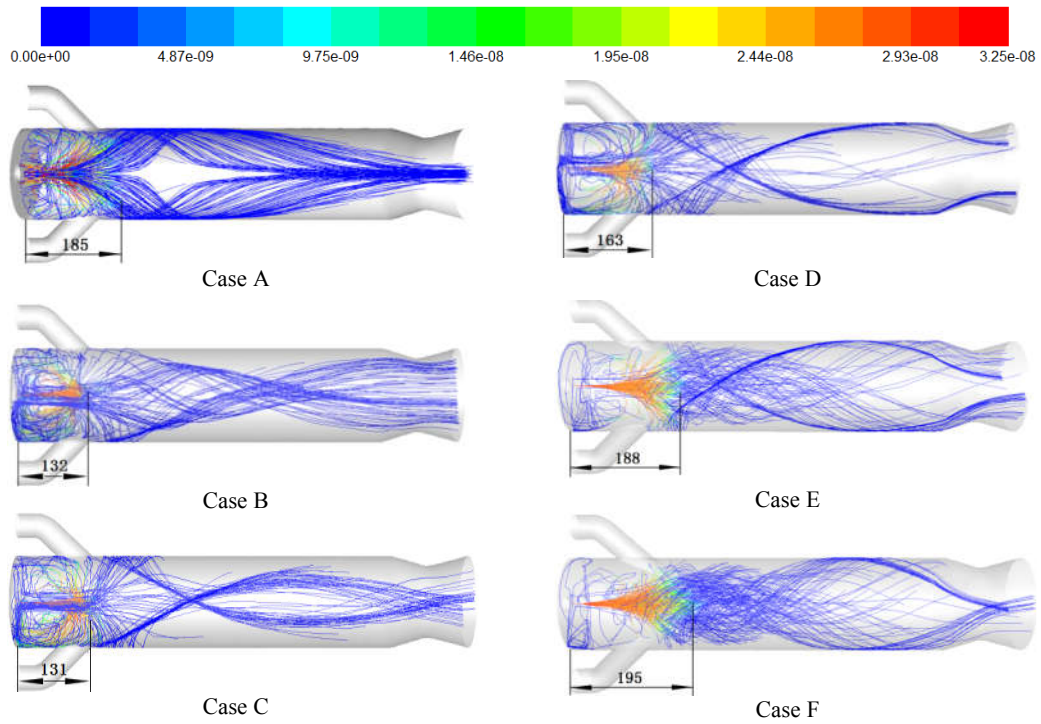 0.00e+00 4.87e-09 9.75e-09 1.46e-08 1.95e-08 2.44e-08 2.93e-08 3.25e-08
185
Case A
163
Case D
132
Case B
188
Case E
131
Case C
195
Case F